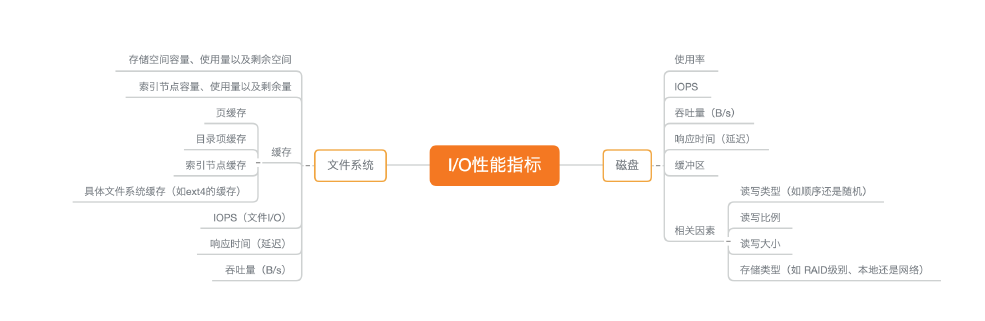 I/O性能指标
文件系统
存储空间容量、使用量以及剩余空间
索引节点容量、使用量以及剩余量
缓存
页缓存
目录项缓存
索引节点缓存
具体文件系统缓存（如ext4的缓存）
IOPS（文件I/O）
响应时间（延迟）
吞吐量（B/s）
磁盘
使用率
IOPS
吞吐量（B/s）
响应时间（延迟）
缓冲区
相关因素
读写类型（如顺序还是随机）
读写比例
读写大小
存储类型（如 RAID级别、本地还是网络）